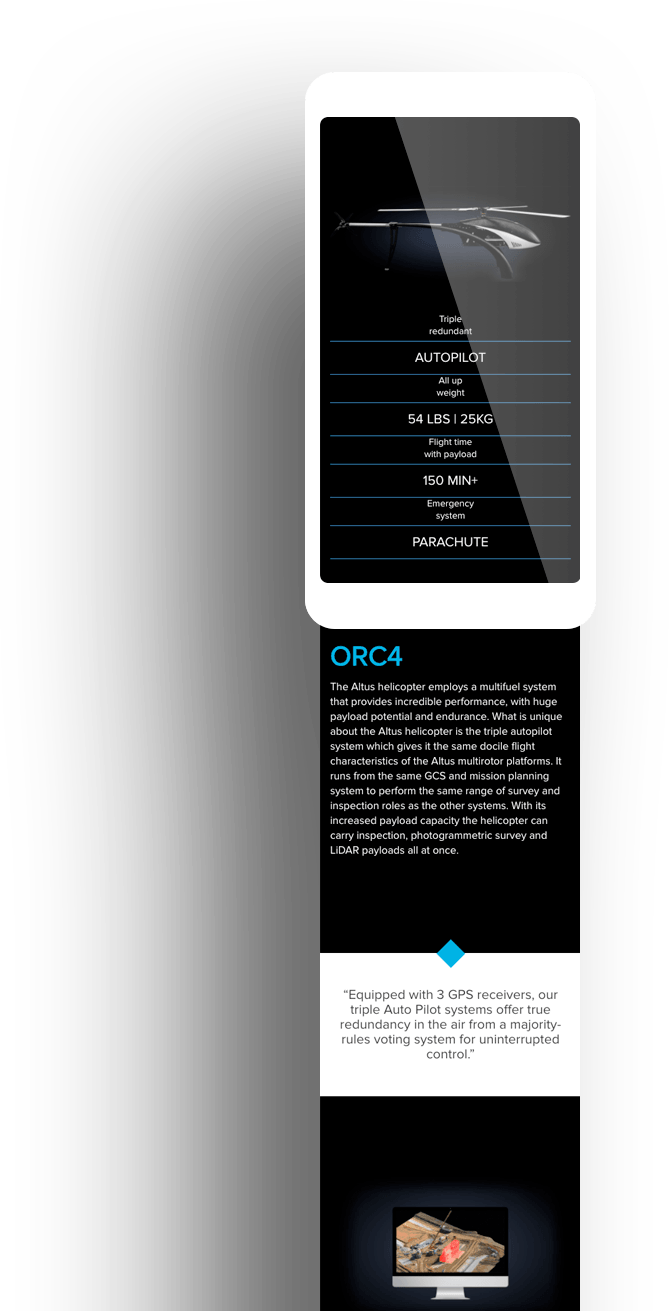 Triple
redundant
AUTOPILOT
All up
weight
54 LBS | 25KG
Flight time
with payload
150 MIN+
Emergency
system
PARACHUTE
ORC4
The Altus helicopter employs a multifuel system
that provides incredible performance, with huge
payload potential and endurance. What is unique
about the Altus helicopter is the triple autopilot
system which gives it the same docile flight
characteristics of the Altus multirotor platforms. It
runs from the same GCS and mission planning
system to perform the same range of survey and
inspection roles as the other systems. With its
increased payload capacity the helicopter can
carry inspection, photogrammetric survey and
LiDAR payloads all at once.
“Equipped with 3 GPS receivers, our
triple Auto Pilot systems offer true
redundancy in the air from a majority-
rules voting system for uninterrupted
control.”